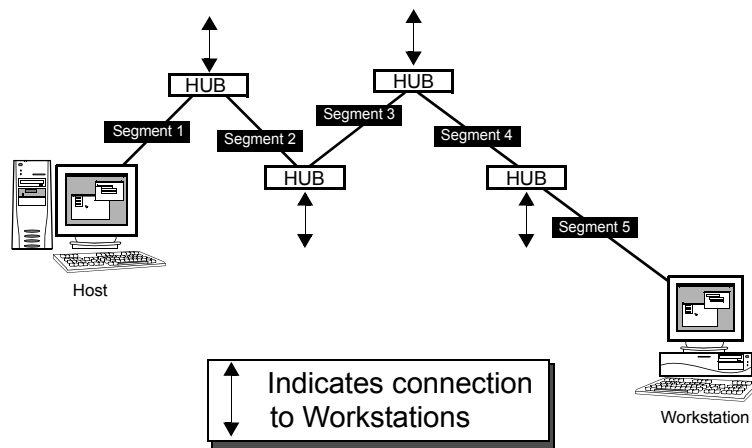 HUB
HUB
Segment 1
Segment 2
Segment 3
Segment 4
HUB
HUB
Segment 5
Host
Indicates connection
to Workstations
Workstation